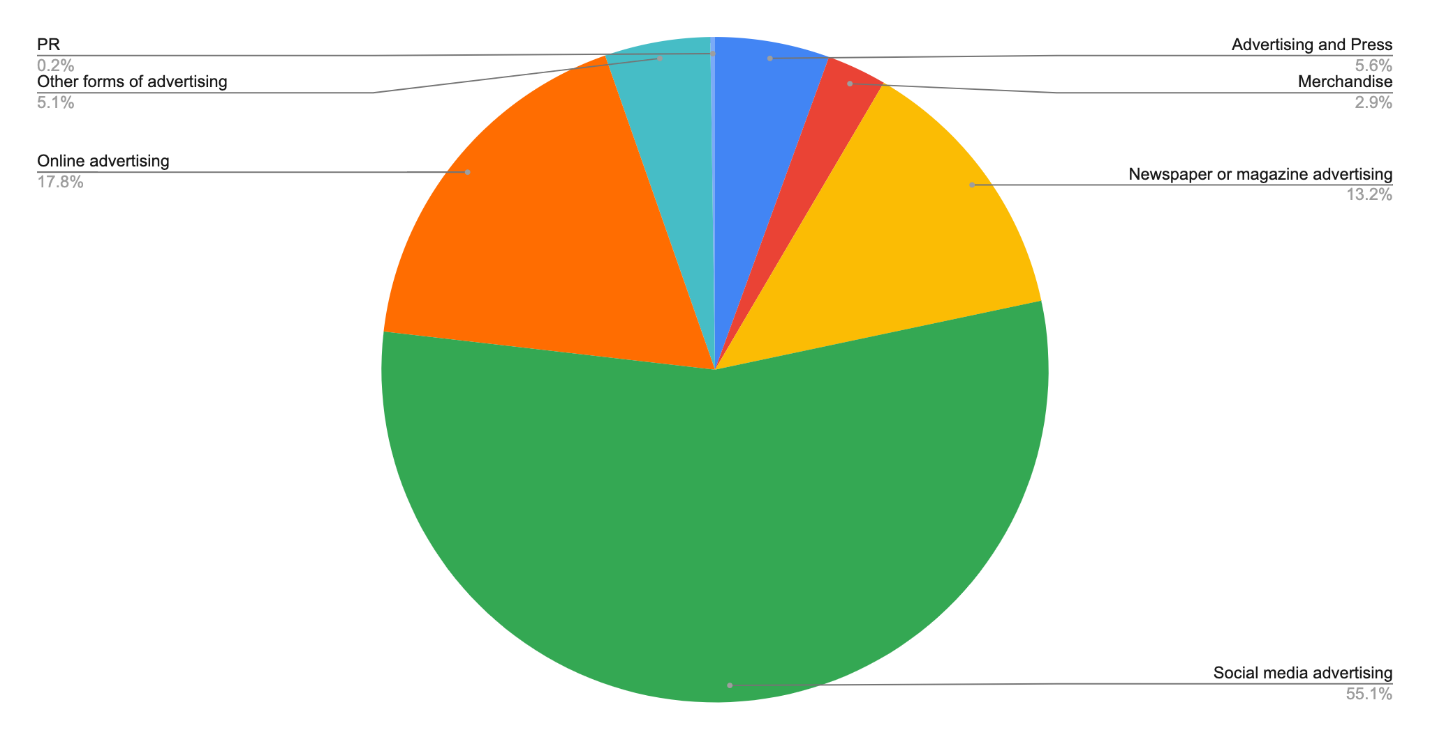 PR
0.2%
Other forms of advertising
5.1%
Online advertising
17.8%
Advertising and Press
5.6%
Merchandise
2.9%
Newspaper or magazine advertising
13.2%
Social media advertising
55.1%